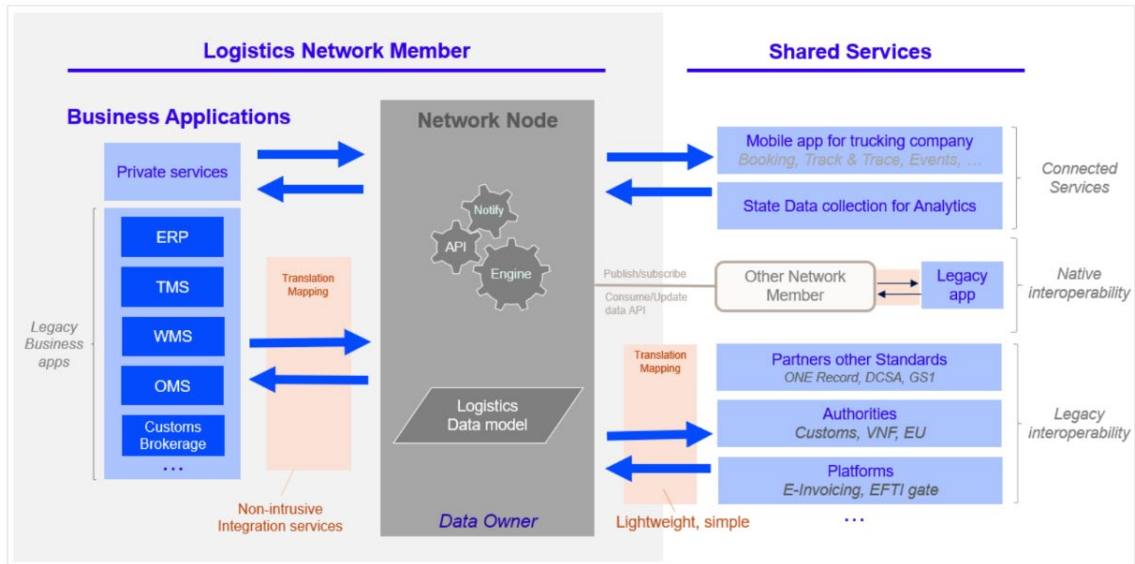 Logistics Network Member
Shared Services
Business Applications
Network Node
Private services
ERP
TMS
WMS
OMS
Customs
Brokerage
...
Legacy
Business
apps
Translation
Mapping
Non-intrusive
Integration services
Notify
API
Engine
Logistics
Data model
Data Owner
Publish/subscribe
Consume/Update
data API
Mobile app for trucking company
Booking, Track & Trace, Events, ...
State Data collection for Analytics
Connected
Services
Other Network
Member
Legacy
app
Native
interoperability
Translation
Mapping
Lightweight, simple
Partners other Standards
ONE Record, DCSA, GS1
Authorities
Customs, VNF, EU
Platforms
E-Invoicing, EFTI gate
...
Legacy
interoperability